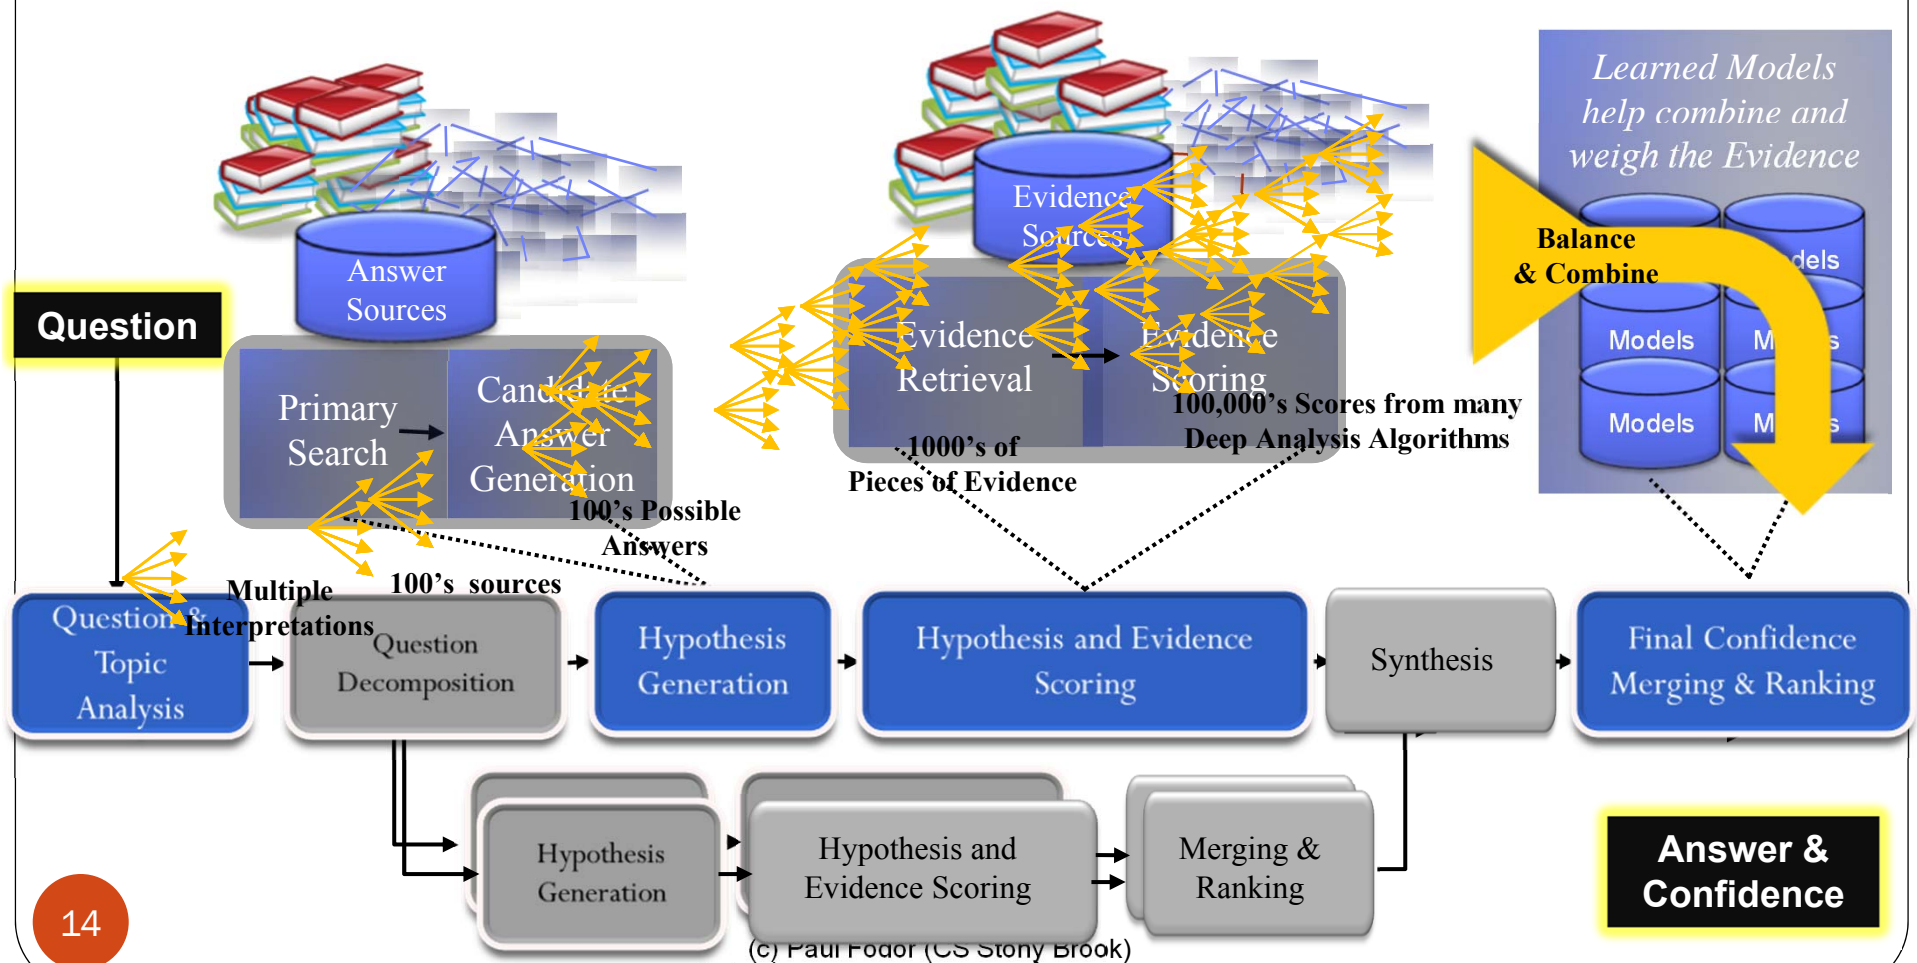 Learned Models
help combine and
weigh the Evidence
Evidence
Sources
Balance
& Combine
Models
Models
Models
Answer
Sources
Question
Primary
Search
Candidate
Answer
Generation
Evidence
Retrieval
Evidence
Scoring
100,000's Scores from many
Deep Analysis Algorithms
1000's of
Pieces of Evidence
100's Possible
Answers
100's sources
Multiple
Interpretations
Question &
Topic
Analysis
Question
Decomposition
Hypothesis
Generation
Hypothesis and Evidence
Scoring
Synthesis
Final Confidence
Merging & Ranking
Hypothesis
Generation
Hypothesis and
Evidence Scoring
Merging &
Ranking
Answer &
Confidence
14
(c) Paul Fodor (CS Stony Brook)